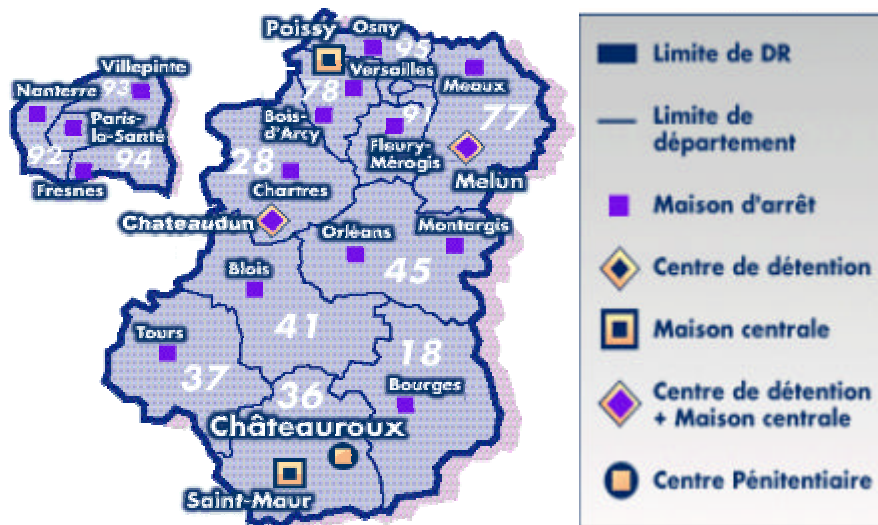 Poissy
Osny
95
Versailles
78
Meaux
77
Bois-
d'Arcy
91
Fleury-
Mérogis
Melun
28
Chartres
Chateaudun
Villepinte
93
Nanterre
Paris-
la-Santé
92
94
Fresnes
Orléans
Montargis
45
Blois
41
Tours
37
18
Bourges
36
Châteauroux
Saint-Maur
Limite de DR
Limite de
département
Maison d'arrêt
Centre de détention
Maison centrale
Centre de détention
+ Maison centrale
Centre Pénitentiaire